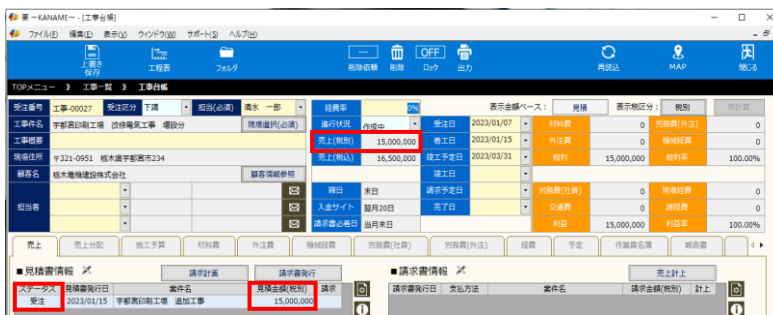 要 ～KANAME～ - [工事台帳]
ファイル(F) 編集(E) 表示(V) ウィンドウ(W) サポート(S) ヘルプ(H)
上書き保存 工程表 フォルダ 削除依頼 削除 OFF ロック 出力 再読込 MAP 閉じる
TOPメニュー 》 工事一覧 》 工事台帳
受注番号 工事-00027 受注区分 下請 担当(必須) 清水 一郎 経費率 0% 表示金額ベース： 見積 表示税区分： 税別 再計算
工事件名 宇都宮印刷工場 改修電気工事 増設分 現場選択(必須) 進行状況 作成中 受注日 2023/01/07 材料費 0 労務費(外注) 0
工事概要 売上(税別) 15,000,000 着工日 2023/01/15 外注費 0 機械経費 0
現場住所 〒321-0951 栃木県宇都宮市234 売上(税込) 16,500,000 竣工予定日 2023/03/31 粗利 15,000,000 粗利率 100.00%
顧客名 栃木電機建設株式会社 顧客情報参照 竣工日
担当者 締日 末日 請求予定日 労務費(社員) 0 現場経費 0
入金サイト 翌月20日 完了日 交通費 0 諸経費 0
請求書必着日 当月末日 利益 15,000,000 利益率 100.00%
売上 売上分配 施工予算 材料費 外注費 機械経費 労務費(社員) 労務費(外注) 経費 予定 作業員名簿 報告書
■見積書情報 請求計画 請求書発行 ■請求書情報 売上計上
ステータス 見積書発行日 案件名 見積金額(税別) 請求 請求書発行日 支払方法 案件名 請求金額(税別) 計上
受注 2023/01/15 宇都宮印刷工場 追加工事 15,000,000